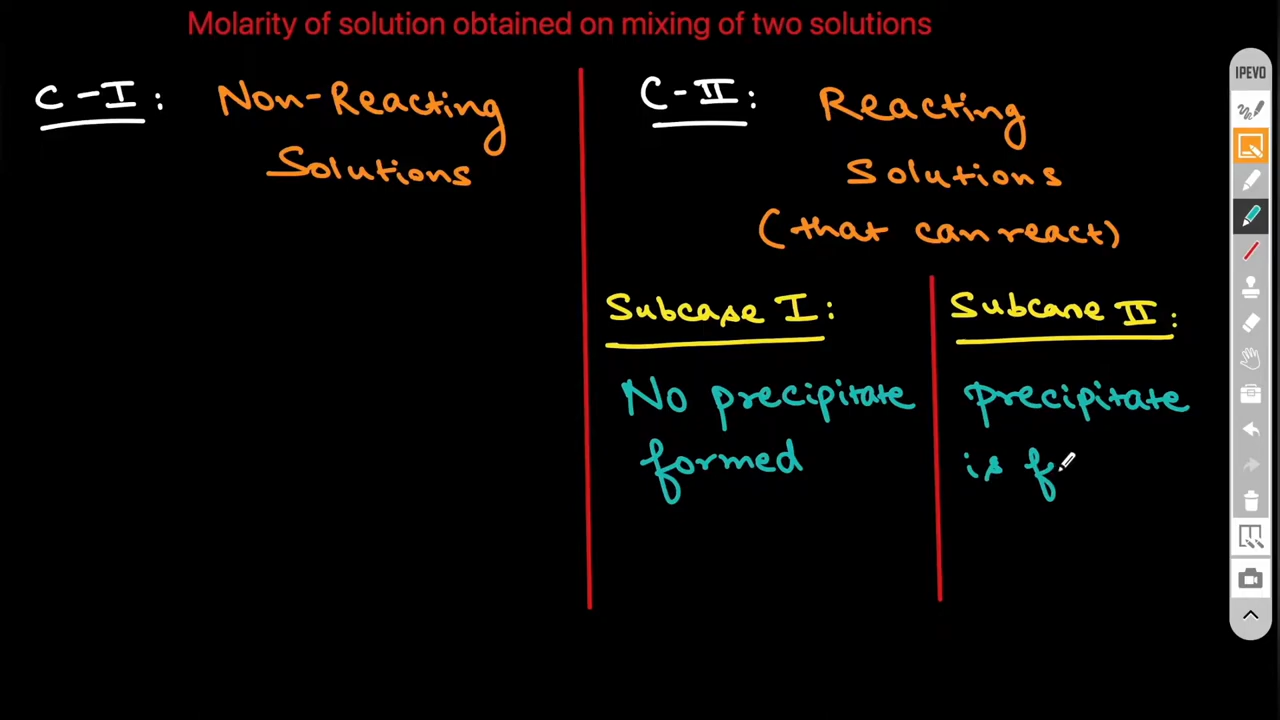 Molarity of solution obtained on mixing of two solutions
C-I: Non-Reacting
Solutions
C-II: Reacting
Solutions
(that can react)
Subcase I:
No precipitate
formed
Subcase II:
precipitate
is f
IPEVO